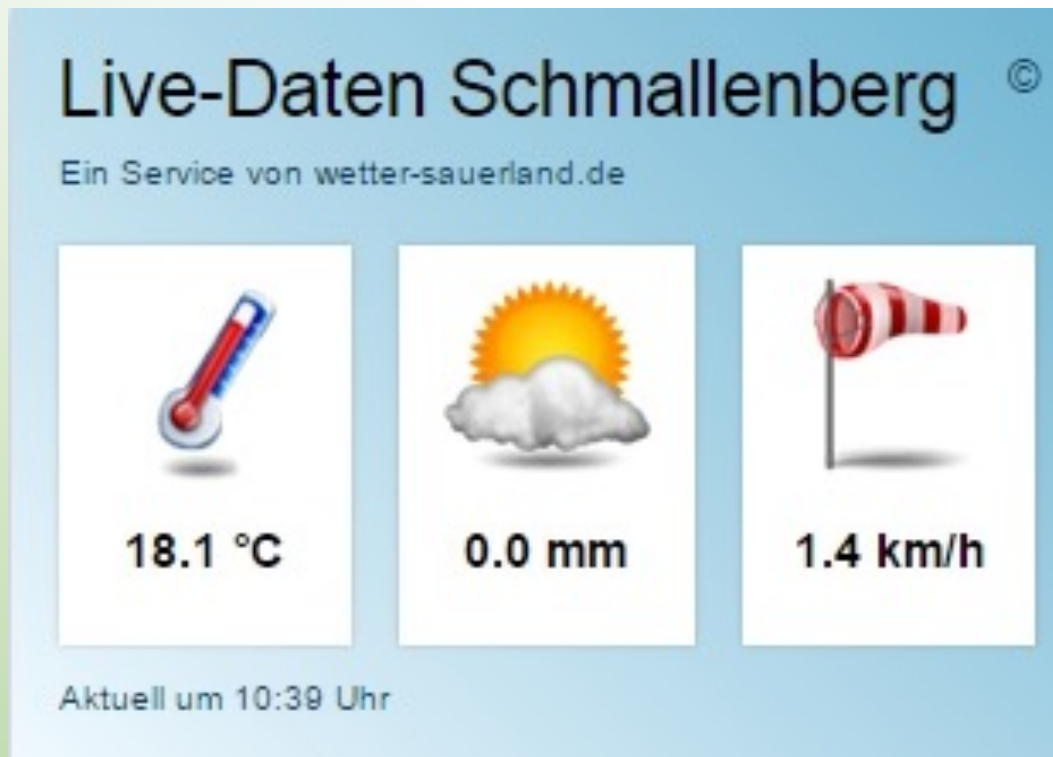 Live-Daten Schmallenberg ©
Ein Service von wetter-sauerland.de
18.1 °C 0.0 mm 1.4 km/h
Aktuell um 10:39 Uhr